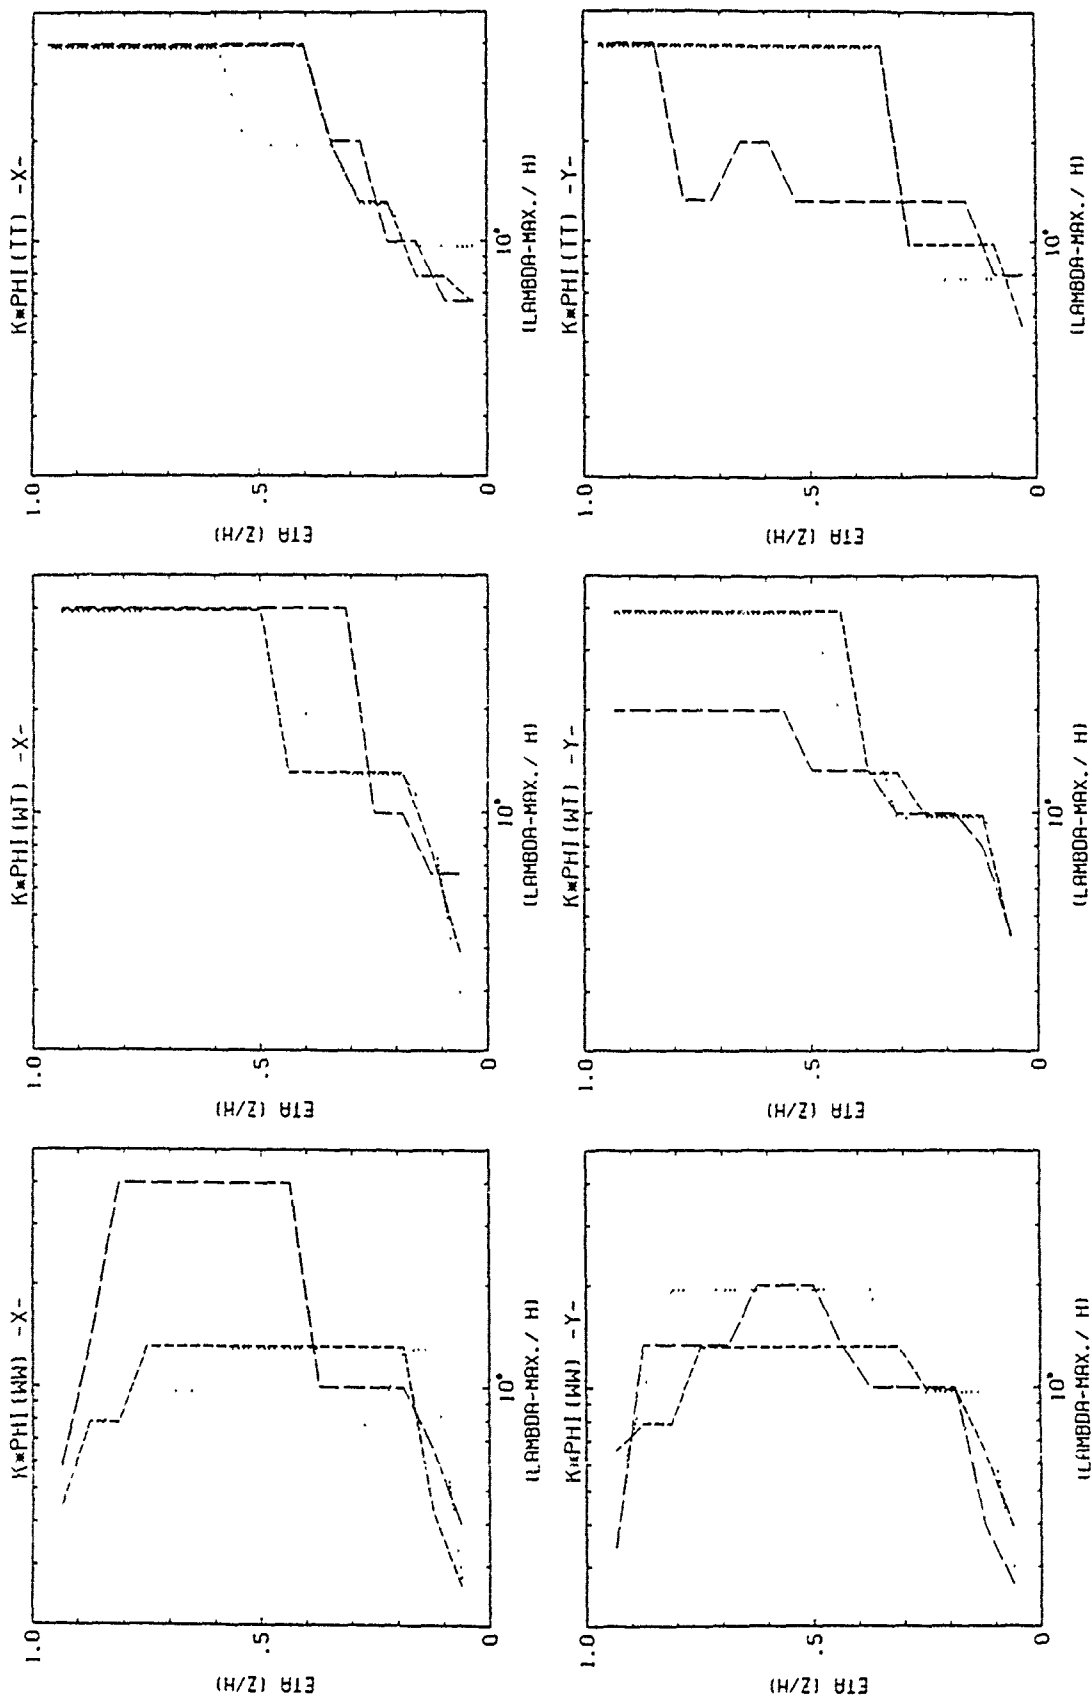 K*PHI(TT) -X-
1.0
.5
0
ETA (Z/H)
10°
(LAMBDA-MAX./ H)
K*PHI(TT) -Y-
1.0
.5
0
ETA (Z/H)
10°
(LAMBDA-MAX./ H)
K*PHI(WT) -X-
1.0
.5
0
ETA (Z/H)
10°
(LAMBDA-MAX./ H)
K*PHI(WT) -Y-
1.0
.5
0
ETA (Z/H)
10°
(LAMBDA-MAX./ H)
K*PHI(WW) -X-
1.0
.5
0
ETA (Z/H)
10°
(LAMBDA-MAX./ H)
K*PHI(WW) -Y-
1.0
.5
0
ETA (Z/H)
10°
(LAMBDA-MAX./ H)